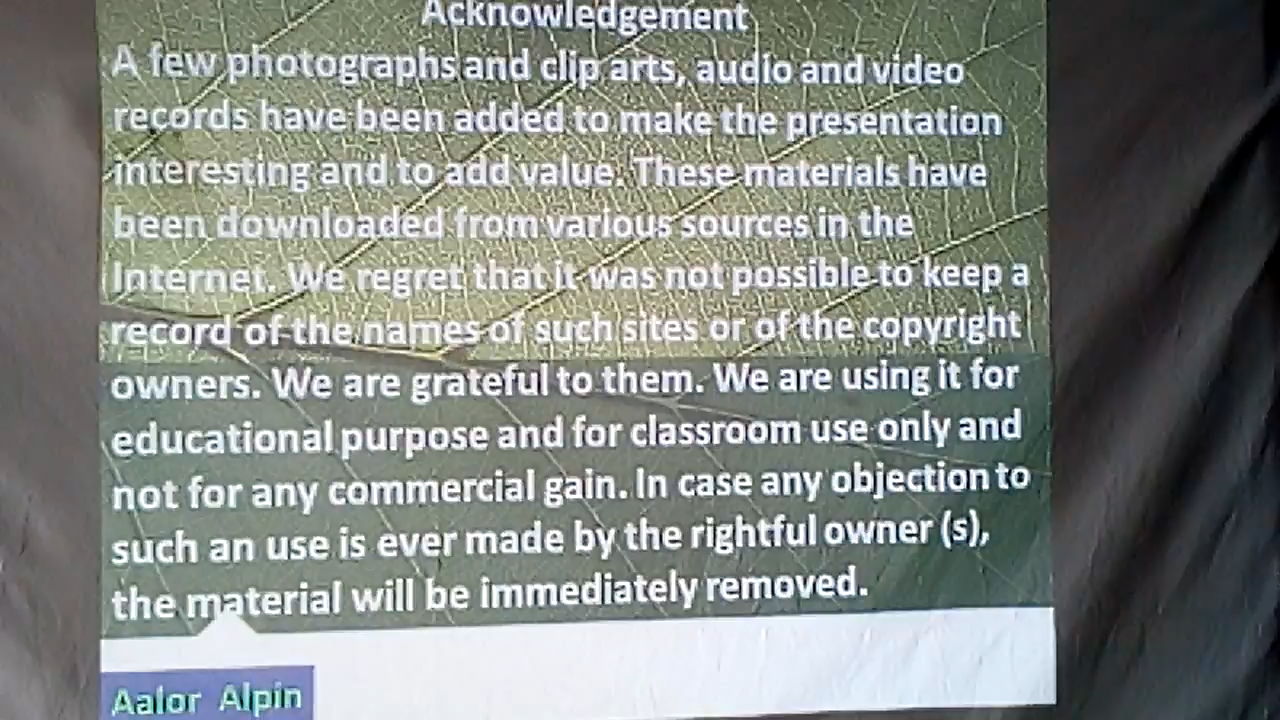 Acknowledgement
A few photographs and clip arts, audio and video
records have been added to make the presentation
interesting and to add value. These materials have
been downloaded from various sources in the
Internet. We regret that it was not possible to keep a
record of the names of such sites or of the copyright
owners. We are grateful to them. We are using it for
educational purpose and for classroom use only and
not for any commercial gain. In case any objection to
such an use is ever made by the rightful owner (s),
the material will be immediately removed.
Aalor Alpin